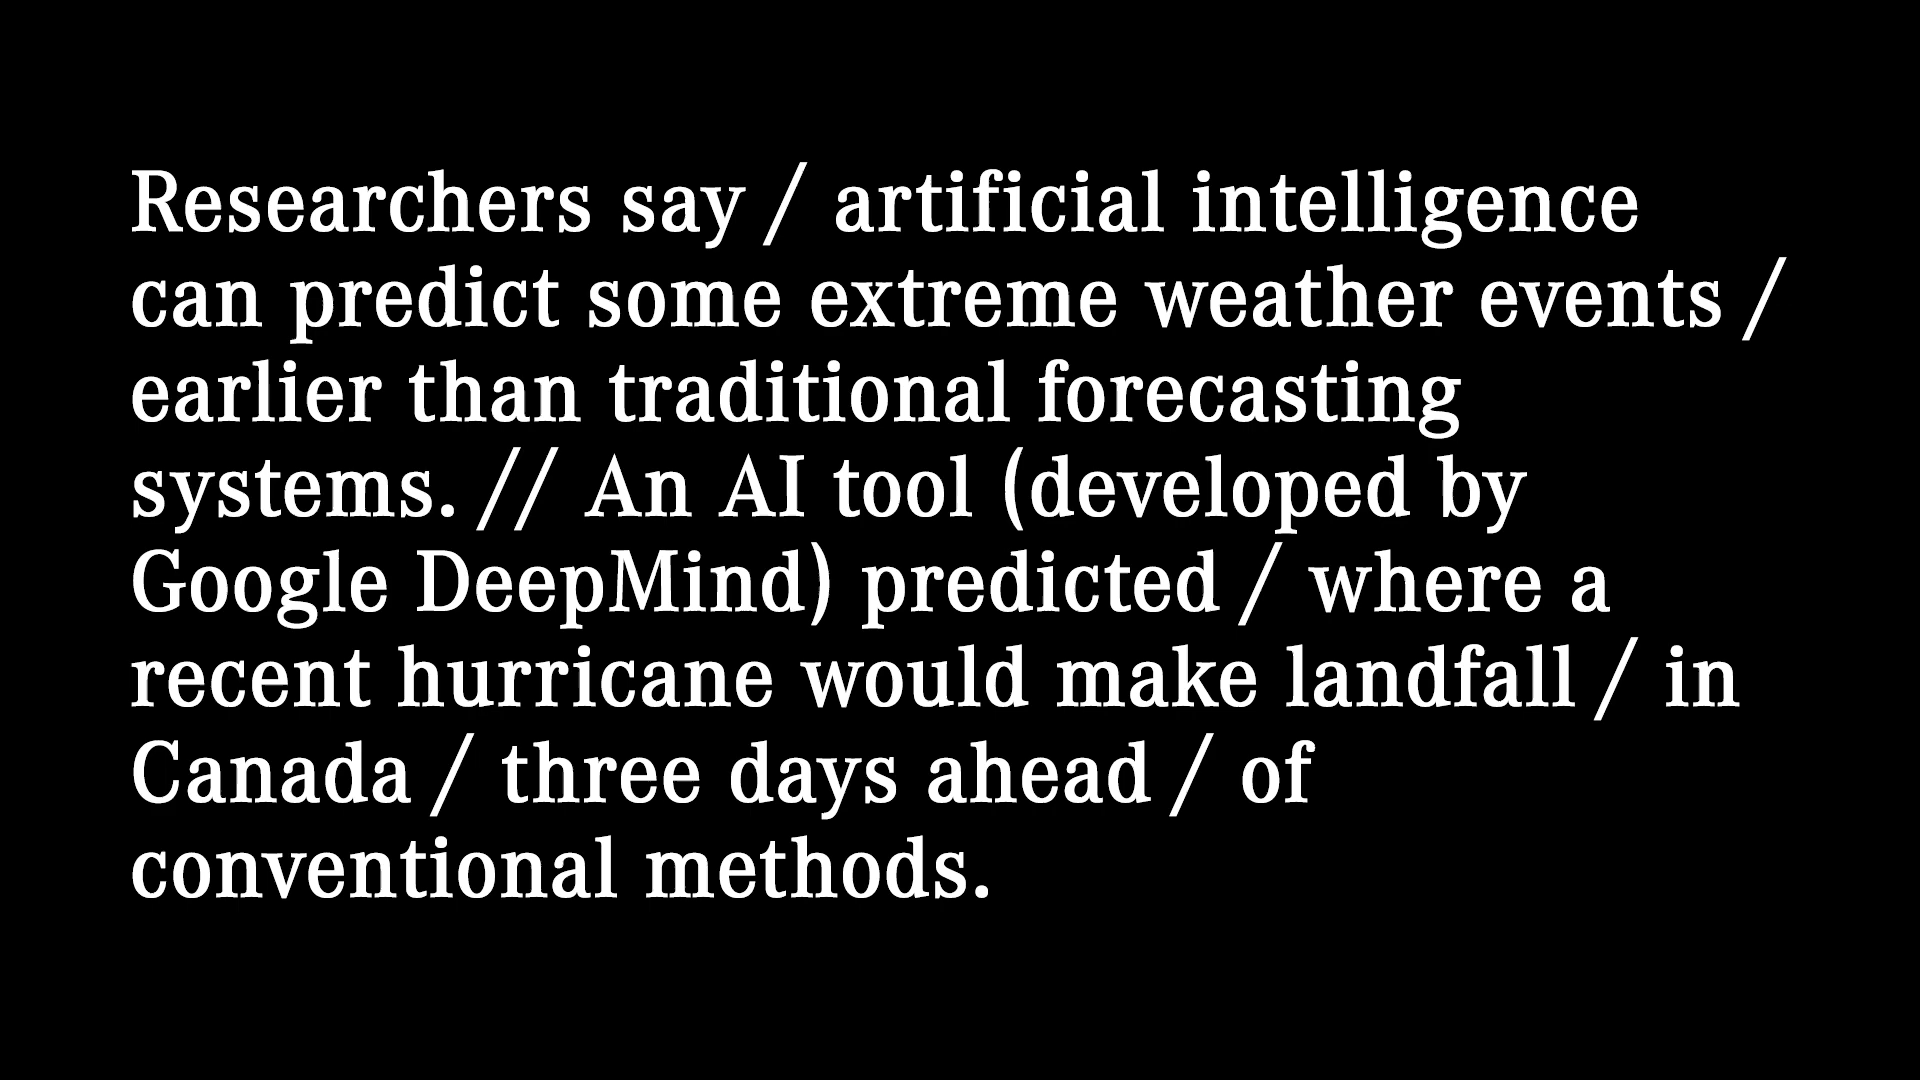 Researchers say / artificial intelligence
can predict some extreme weather events /
earlier than traditional forecasting
systems. // An AI tool (developed by
Google DeepMind) predicted / where a
recent hurricane would make landfall / in
Canada / three days ahead / of
conventional methods.